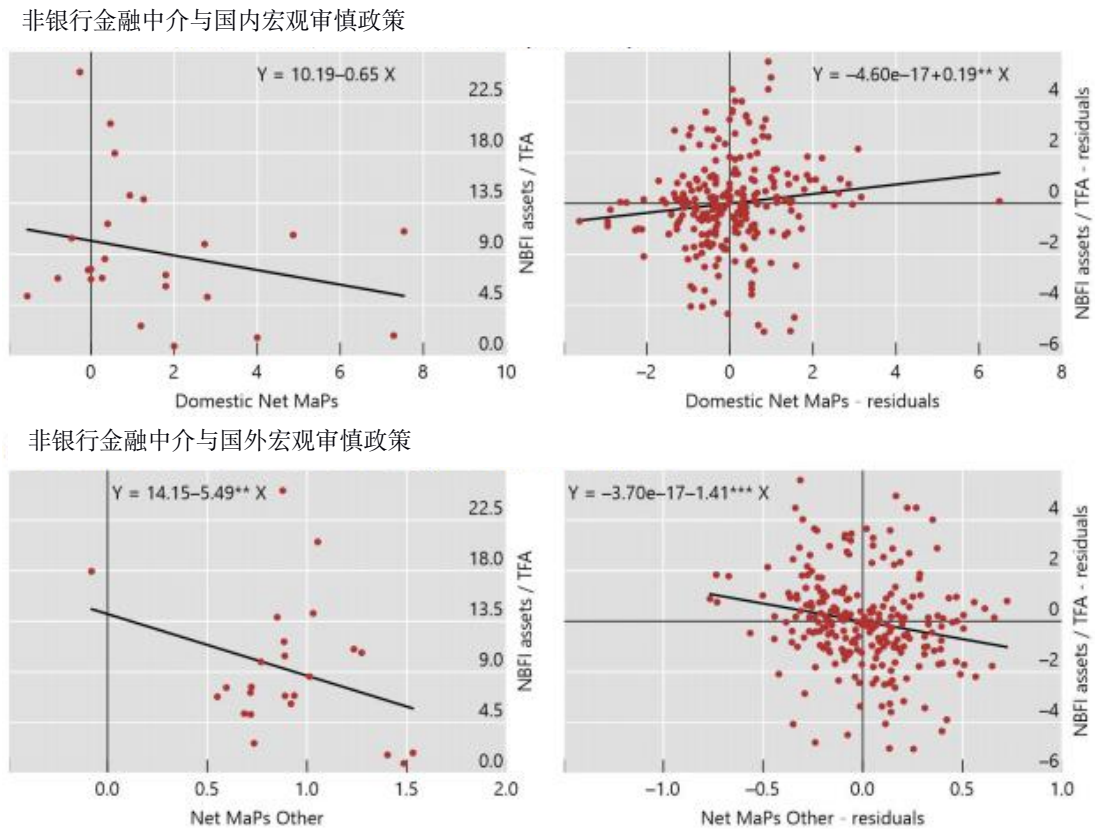 非银行金融中介与国内宏观审慎政策
Y = 10.19–0.65 X
22.5
18.0
13.5
9.0
4.5
0.0
NBFI assets / TFA
0 2 4 6 8 10
Domestic Net MaPs
Y = –4.60e–17+0.19** X
4
2
0
–2
–4
–6
NBFI assets / TFA - residuals
–2 0 2 4 6 8
Domestic Net MaPs - residuals
非银行金融中介与国外宏观审慎政策
Y = 14.15–5.49** X
22.5
18.0
13.5
9.0
4.5
0.0
NBFI assets / TFA
0.0 0.5 1.0 1.5 2.0
Net MaPs Other
Y = –3.70e–17–1.41*** X
4
2
0
–2
–4
–6
NBFI assets / TFA - residuals
–1.0 –0.5 0.0 0.5 1.0
Net MaPs Other - residuals